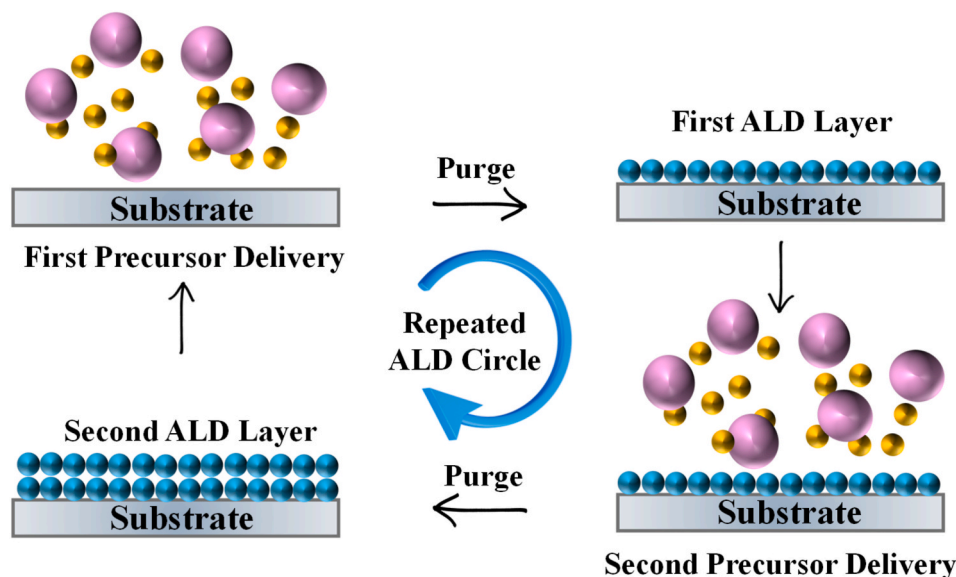 Substrate
First Precursor Delivery
Purge
First ALD Layer
Substrate
Repeated
ALD Circle
Second ALD Layer
Substrate
Purge
Substrate
Second Precursor Delivery